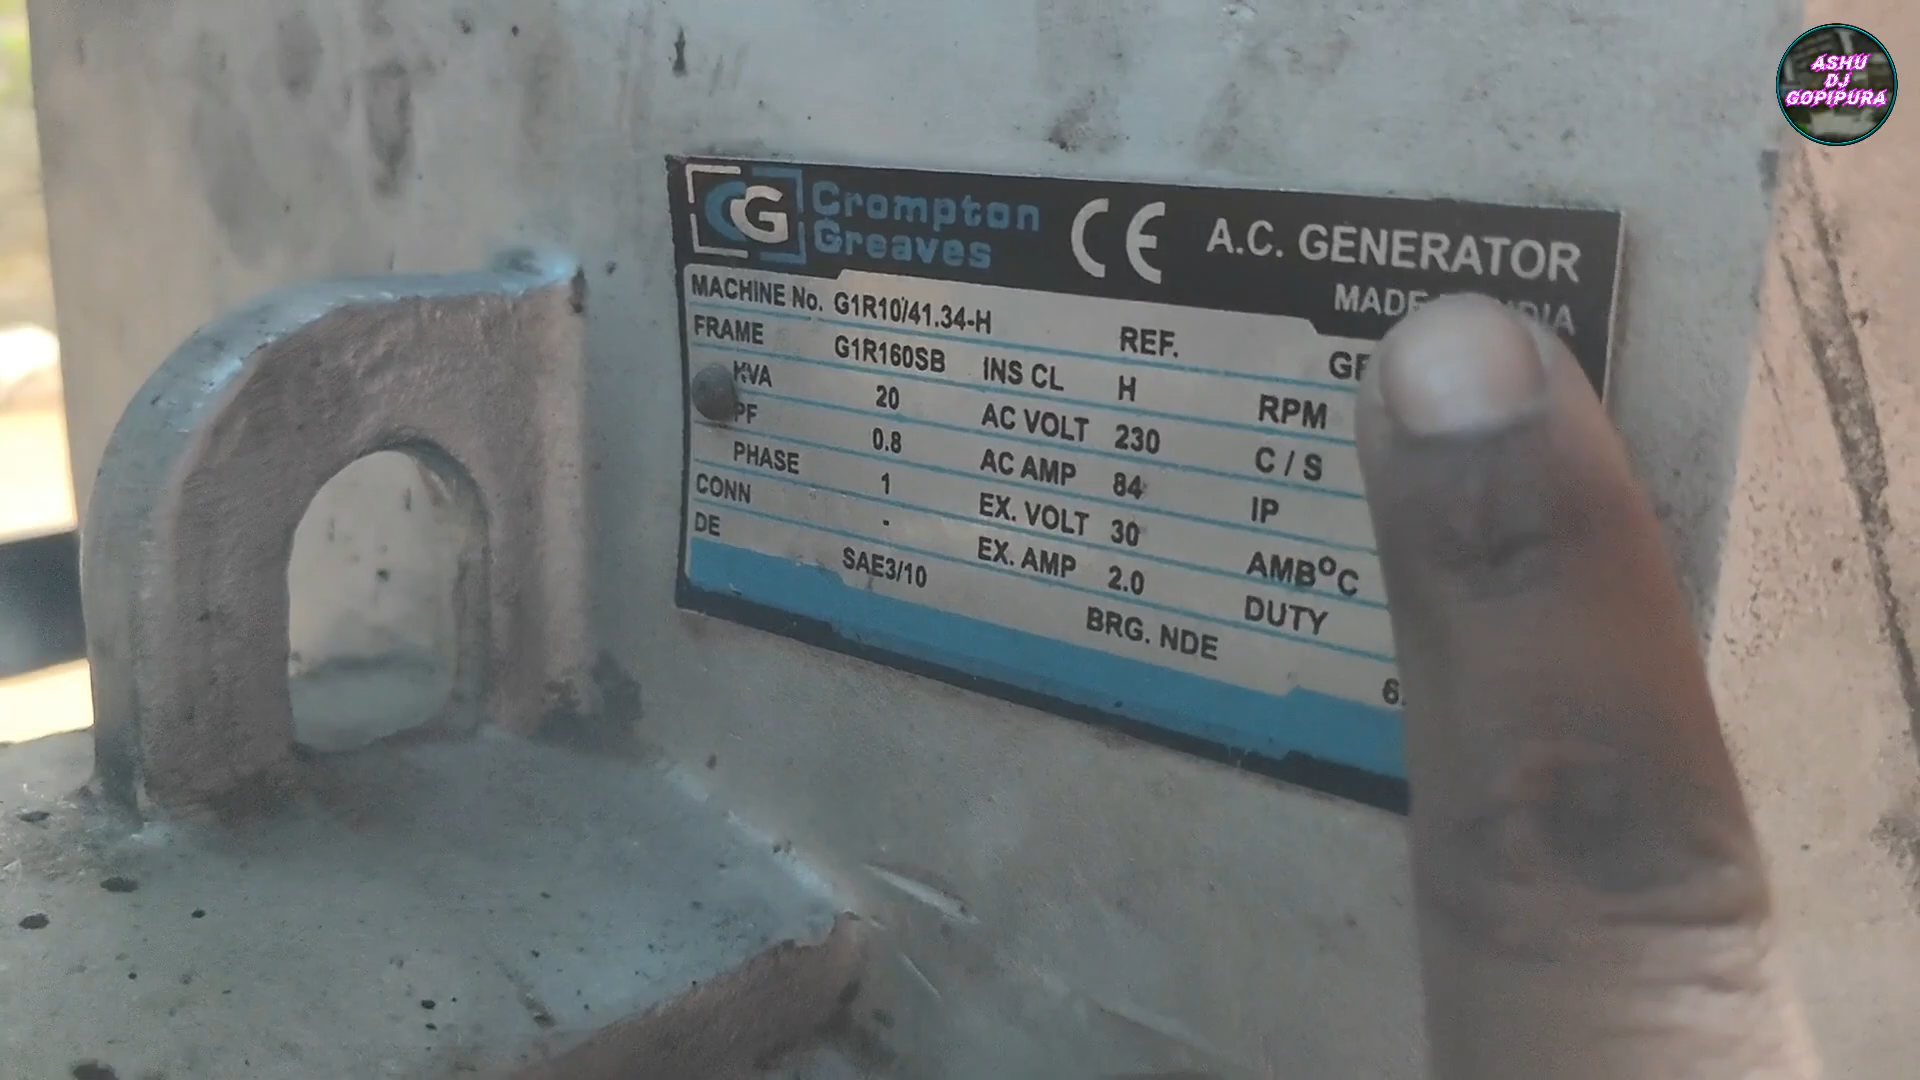 ASHU
DJ
GOPIPURA
CG Crompton Greaves CE A.C. GENERATOR
MADE
MACHINE No. G1R10/41.34-H REF.
FRAME G1R160SB INS CL H RPM
KVA 20 AC VOLT 230 C / S
PF 0.8 AC AMP 84 IP
PHASE 1 EX. VOLT 30 AMB°C
CONN - EX. AMP 2.0 DUTY
DE SAE3/10 BRG. NDE